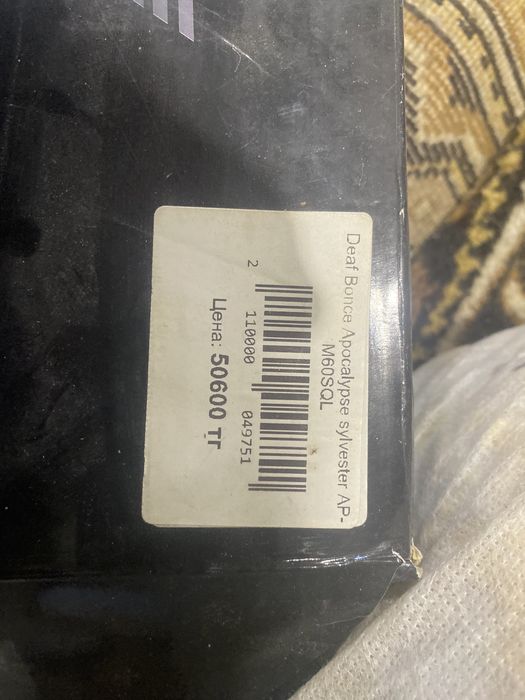 Deaf Bonce Apocalypse sylvester AP-
M60SQL
2 110000 049751
Цена: 50600 тг